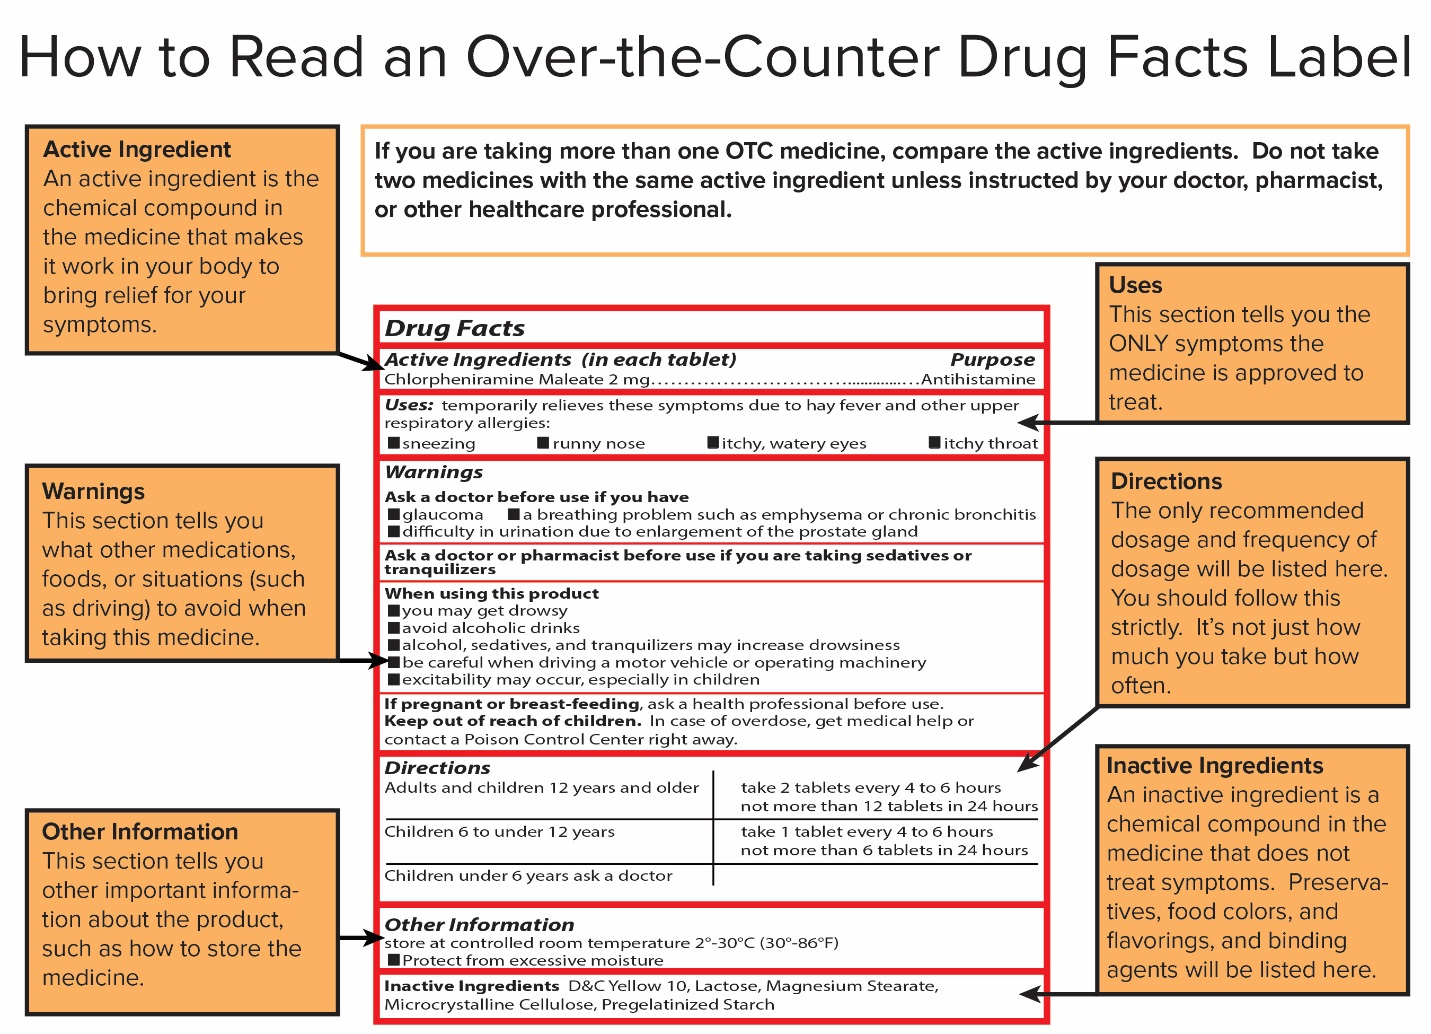 How to Read an Over-the-Counter Drug Facts Label
Active Ingredient
An active ingredient is the
chemical compound in
the medicine that makes
it work in your body to
bring relief for your
symptoms.
If you are taking more than one OTC medicine, compare the active ingredients.  Do not take
two medicines with the same active ingredient unless instructed by your doctor, pharmacist,
or other healthcare professional.
Uses
This section tells you the
ONLY symptoms the
medicine is approved to
treat.
Warnings
This section tells you
what other medications,
foods, or situations (such
as driving) to avoid when
taking this medicine.
Directions
The only recommended
dosage and frequency of
dosage will be listed here.
You should follow this
strictly.  It’s not just how
much you take but how
often.
Other Information
This section tells you
other important informa-
tion about the product,
such as how to store the
medicine.
Inactive Ingredients
An inactive ingredient is a
chemical compound in the
medicine that does not
treat symptoms.  Preserva-
tives, food colors, and
flavorings, and binding
agents will be listed here.
Drug Facts
Active Ingredients (in each tablet) Purpose
Chlorpheniramine Maleate 2 mg..............................................Antihistamine
Uses: temporarily relieves these symptoms due to hay fever and other upper
respiratory allergies:
■ sneezing ■ runny nose ■ itchy, watery eyes ■ itchy throat
Warnings
Ask a doctor before use if you have
■ glaucoma ■ a breathing problem such as emphysema or chronic bronchitis
■ difficulty in urination due to enlargement of the prostate gland
Ask a doctor or pharmacist before use if you are taking sedatives or
tranquilizers
When using this product
■ you may get drowsy
■ avoid alcoholic drinks
■ alcohol, sedatives, and tranquilizers may increase drowsiness
■ be careful when driving a motor vehicle or operating machinery
■ excitability may occur, especially in children
If pregnant or breast-feeding, ask a health professional before use.
Keep out of reach of children.  In case of overdose, get medical help or
contact a Poison Control Center right away.
Directions
Adults and children 12 years and older take 2 tablets every 4 to 6 hours
not more than 12 tablets in 24 hours
Children 6 to under 12 years take 1 tablet every 4 to 6 hours
not more than 6 tablets in 24 hours
Children under 6 years ask a doctor
Other Information
store at controlled room temperature 2°-30°C (30°-86°F)
■ Protect from excessive moisture
Inactive Ingredients D&C Yellow 10, Lactose, Magnesium Stearate,
Microcrystalline Cellulose, Pregelatinized Starch